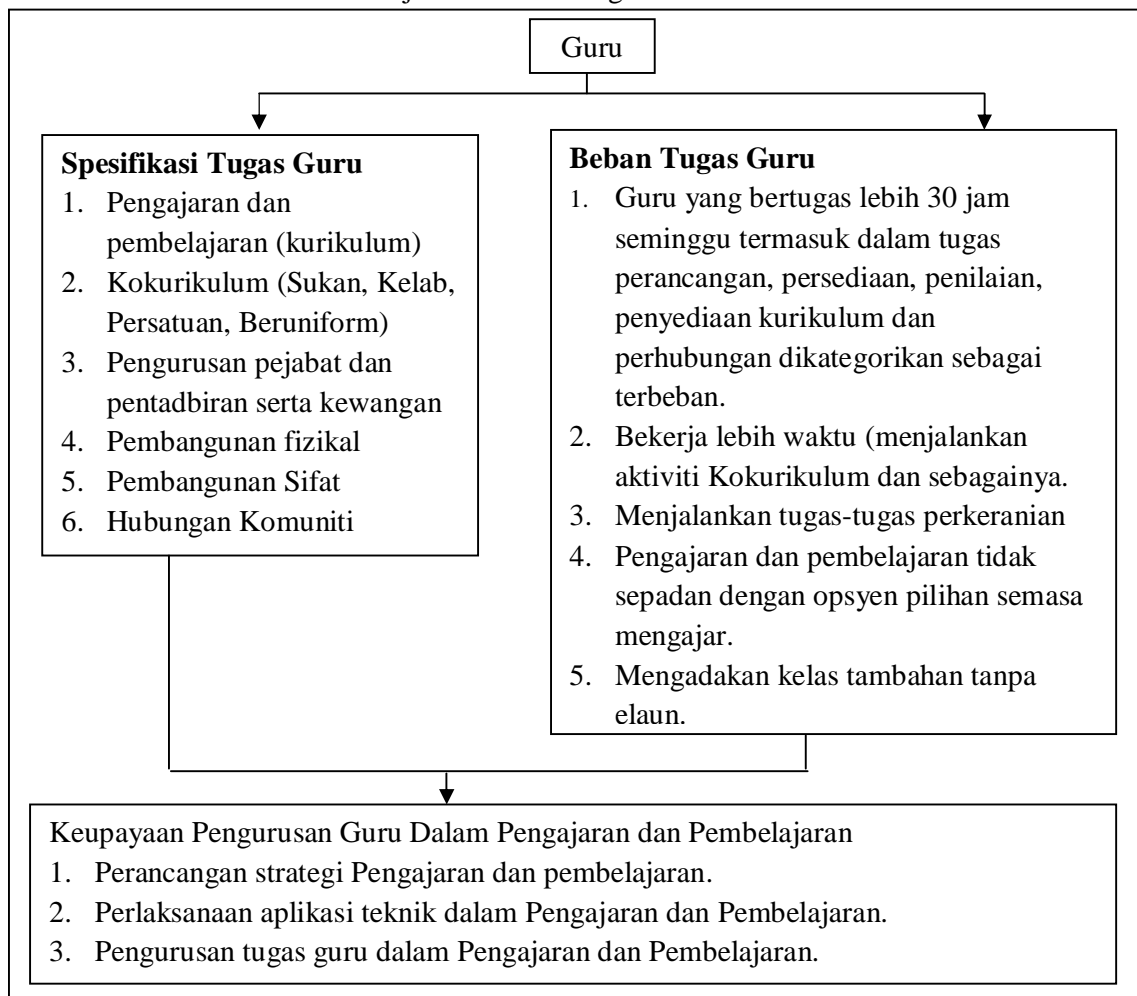 Guru
Spesifikasi Tugas Guru
1. Pengajaran dan
pembelajaran (kurikulum)
2. Kokurikulum (Sukan, Kelab,
Persatuan, Beruniform)
3. Pengurusan pejabat dan
pentadbiran serta kewangan
4. Pembangunan fizikal
5. Pembangunan Sifat
6. Hubungan Komuniti
Beban Tugas Guru
1. Guru yang bertugas lebih 30 jam
seminggu termasuk dalam tugas
perancangan, persediaan, penilaian,
penyediaan kurikulum dan
perhubungan dikategorikan sebagai
terbeban.
2. Bekerja lebih waktu (menjalankan
aktiviti Kokurikulum dan sebagainya.
3. Menjalankan tugas-tugas perkeranian
4. Pengajaran dan pembelajaran tidak
sepadan dengan opsyen pilihan semasa
mengajar.
5. Mengadakan kelas tambahan tanpa
elaun.
Keupayaan Pengurusan Guru Dalam Pengajaran dan Pembelajaran
1. Perancangan strategi Pengajaran dan pembelajaran.
2. Perlaksanaan aplikasi teknik dalam Pengajaran dan Pembelajaran.
3. Pengurusan tugas guru dalam Pengajaran dan Pembelajaran.